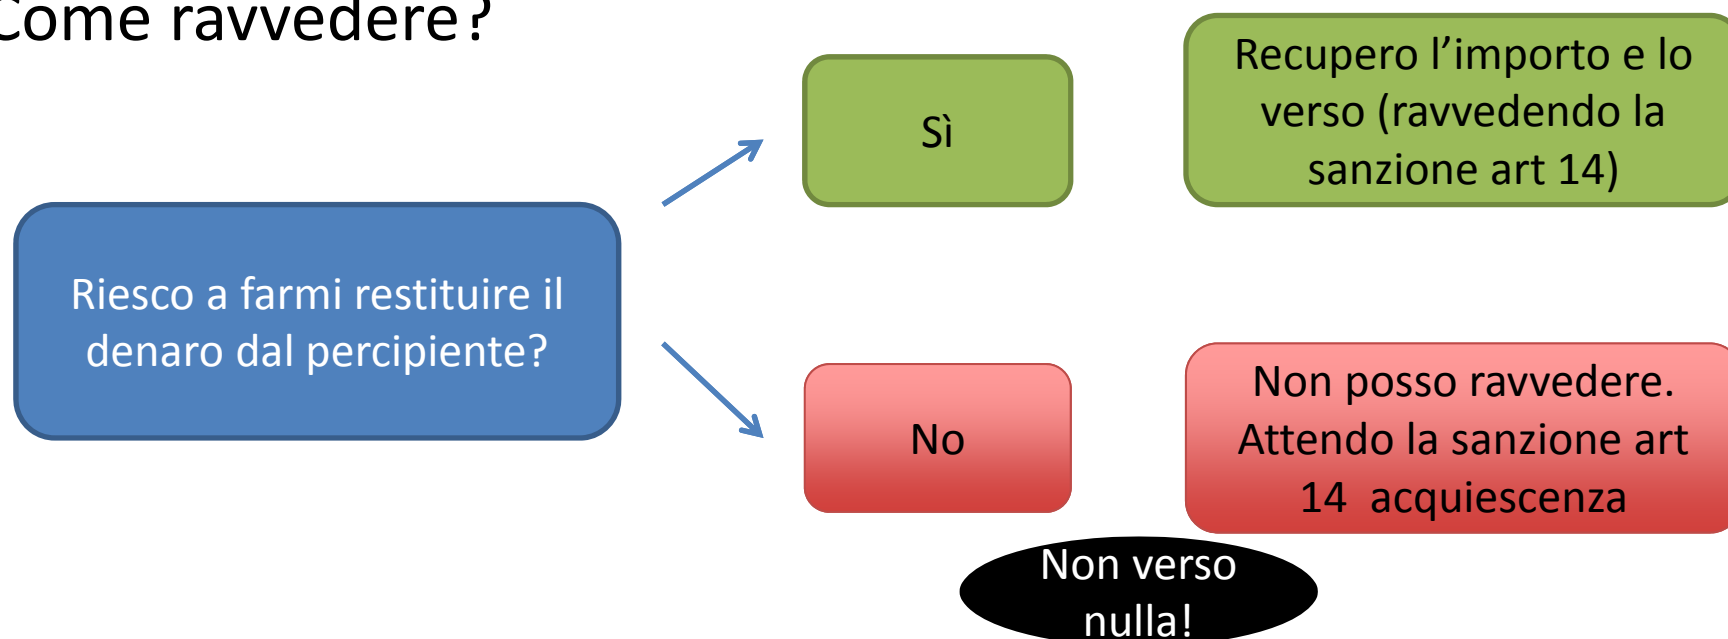 Come ravvedere?
Riesco a farmi restituire il
denaro dal percipiente?
Sì
Recupero l’importo e lo
verso (ravvedendo la
sanzione art 14)
No
Non posso ravvedere.
Attendo la sanzione art
14 acquiescenza
Non verso
nulla!